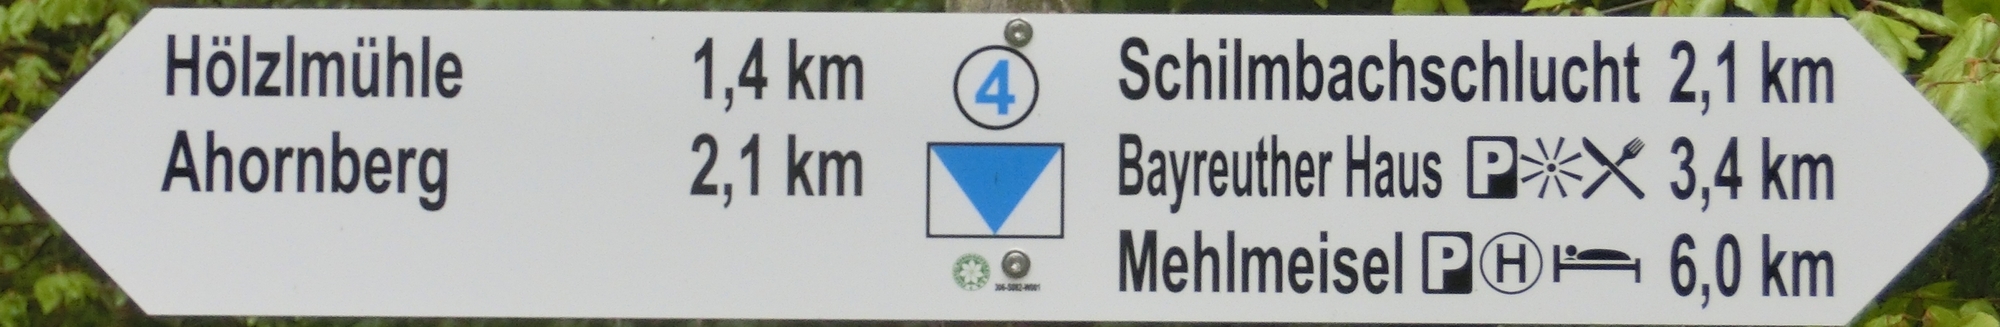 Hölzlmühle 1,4 km
Ahornberg 2,1 km
4
Schilmbachschlucht 2,1 km
Bayreuther Haus P 3,4 km
Mehlmeisel P H 6,0 km